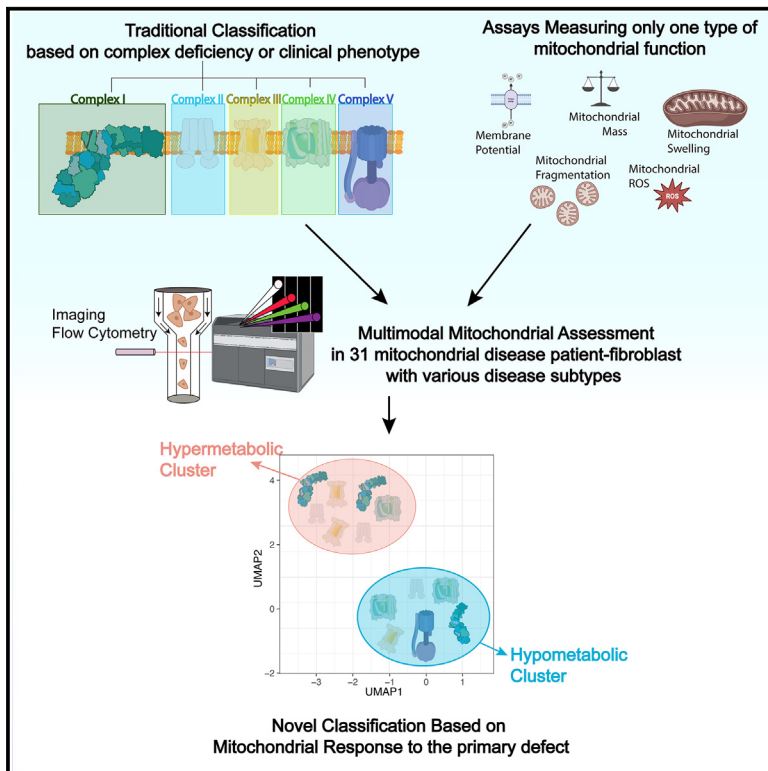 Traditional Classification
based on complex deficiency or clinical phenotype
Complex I
Complex II
Complex III
Complex IV
Complex V
Assays Measuring only one type of
mitochondrial function
Membrane
Potential
Mitochondrial
Mass
Mitochondrial
Swelling
Mitochondrial
Fragmentation
Mitochondrial
ROS
ROS
Imaging
Flow Cytometry
Multimodal Mitochondrial Assessment
in 31 mitochondrial disease patient-fibroblast
with various disease subtypes
Hypermetabolic
Cluster
UMAP2
4
2
0
-2
-3
-2
-1
0
1
UMAP1
Hypometabolic
Cluster
Novel Classification Based on
Mitochondrial Response to the primary defect